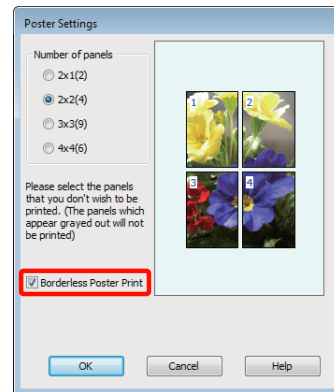 Poster Settings
Number of panels
2x1(2)
2x2(4)
3x3(9)
4x4(6)
1
2
3
4
Please select the panels
that you don't wish to be
printed. (The panels which
appear grayed out will not
be printed)
Borderless Poster Print
OK
Cancel
Help